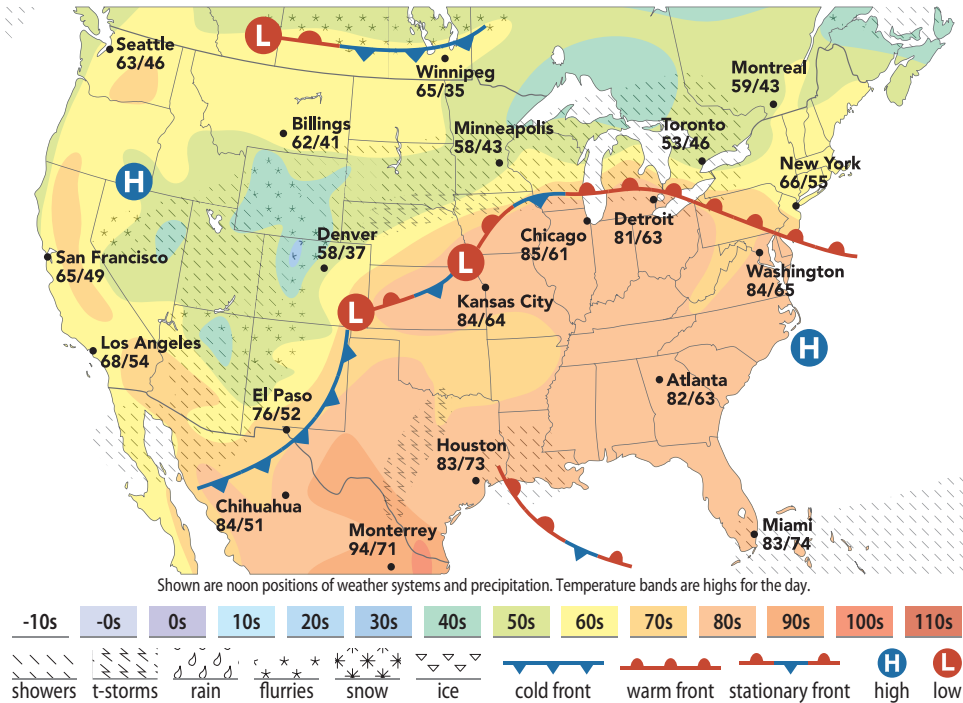 L
Seattle
63/46
Winnipeg
65/35
Montreal
59/43
Billings
62/41
Minneapolis
58/43
Toronto
53/46
H
New York
66/55
Denver
58/37
Chicago
85/61
Detroit
81/63
San Francisco
65/49
L
Washington
84/65
Kansas City
84/64
L
H
Los Angeles
68/54
Atlanta
82/63
El Paso
76/52
Houston
83/73
Chihuahua
84/51
Monterrey
94/71
Miami
83/74
Shown are noon positions of weather systems and precipitation. Temperature bands are highs for the day.
-10s -0s 0s 10s 20s 30s 40s 50s 60s 70s 80s 90s 100s 110s
H L
showers t-storms rain flurries snow ice cold front warm front stationary front high low